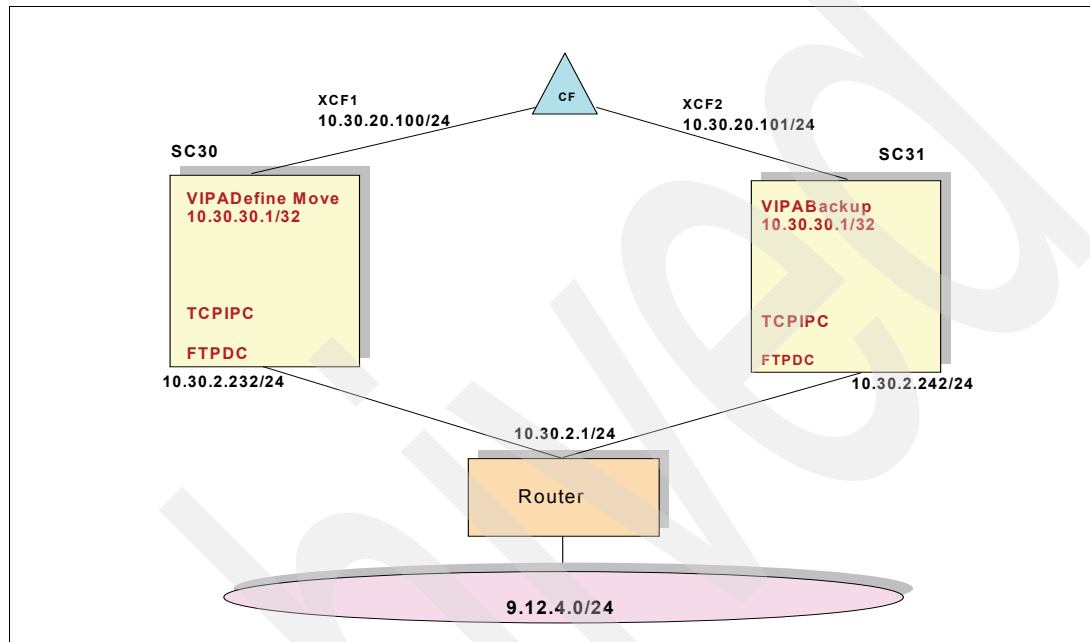 CF
XCF1
10.30.20.100/24
XCF2
10.30.20.101/24
SC30
SC31
VIPADefine Move
10.30.30.1/32
TCPIPC
FTPDC
VIPABackup
10.30.30.1/32
TCPIPC
FTPDC
10.30.2.232/24
10.30.2.242/24
10.30.2.1/24
Router
9.12.4.0/24